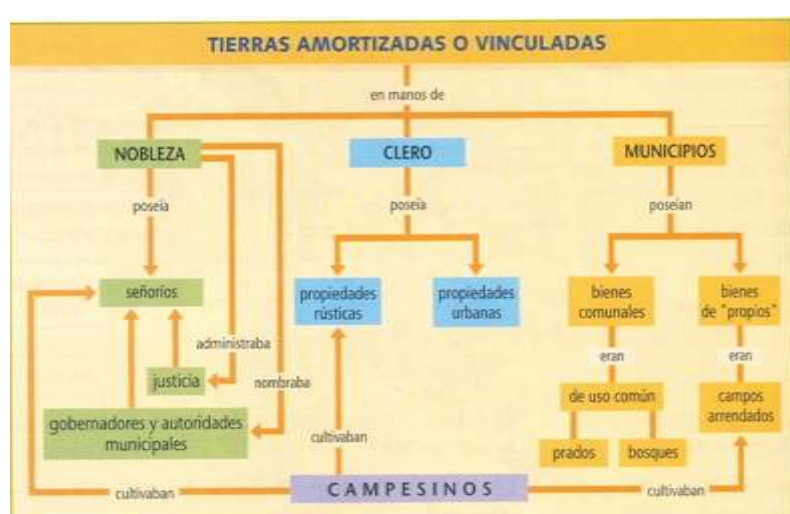 TIERRAS AMORTIZADAS O VINCULADAS
en manos de
NOBLEZA
CLERO
MUNICIPIOS
poseía
poseía
poseían
señoríos
propiedades
rústicas
propiedades
urbanas
bienes
comunales
bienes
de "propios"
administraba
eran
eran
justicia
nombraba
de uso común
campos
arrendados
gobernadores y autoridades
municipales
cultivaban
prados
bosques
cultivaban
CAMPESINOS
cultivaban